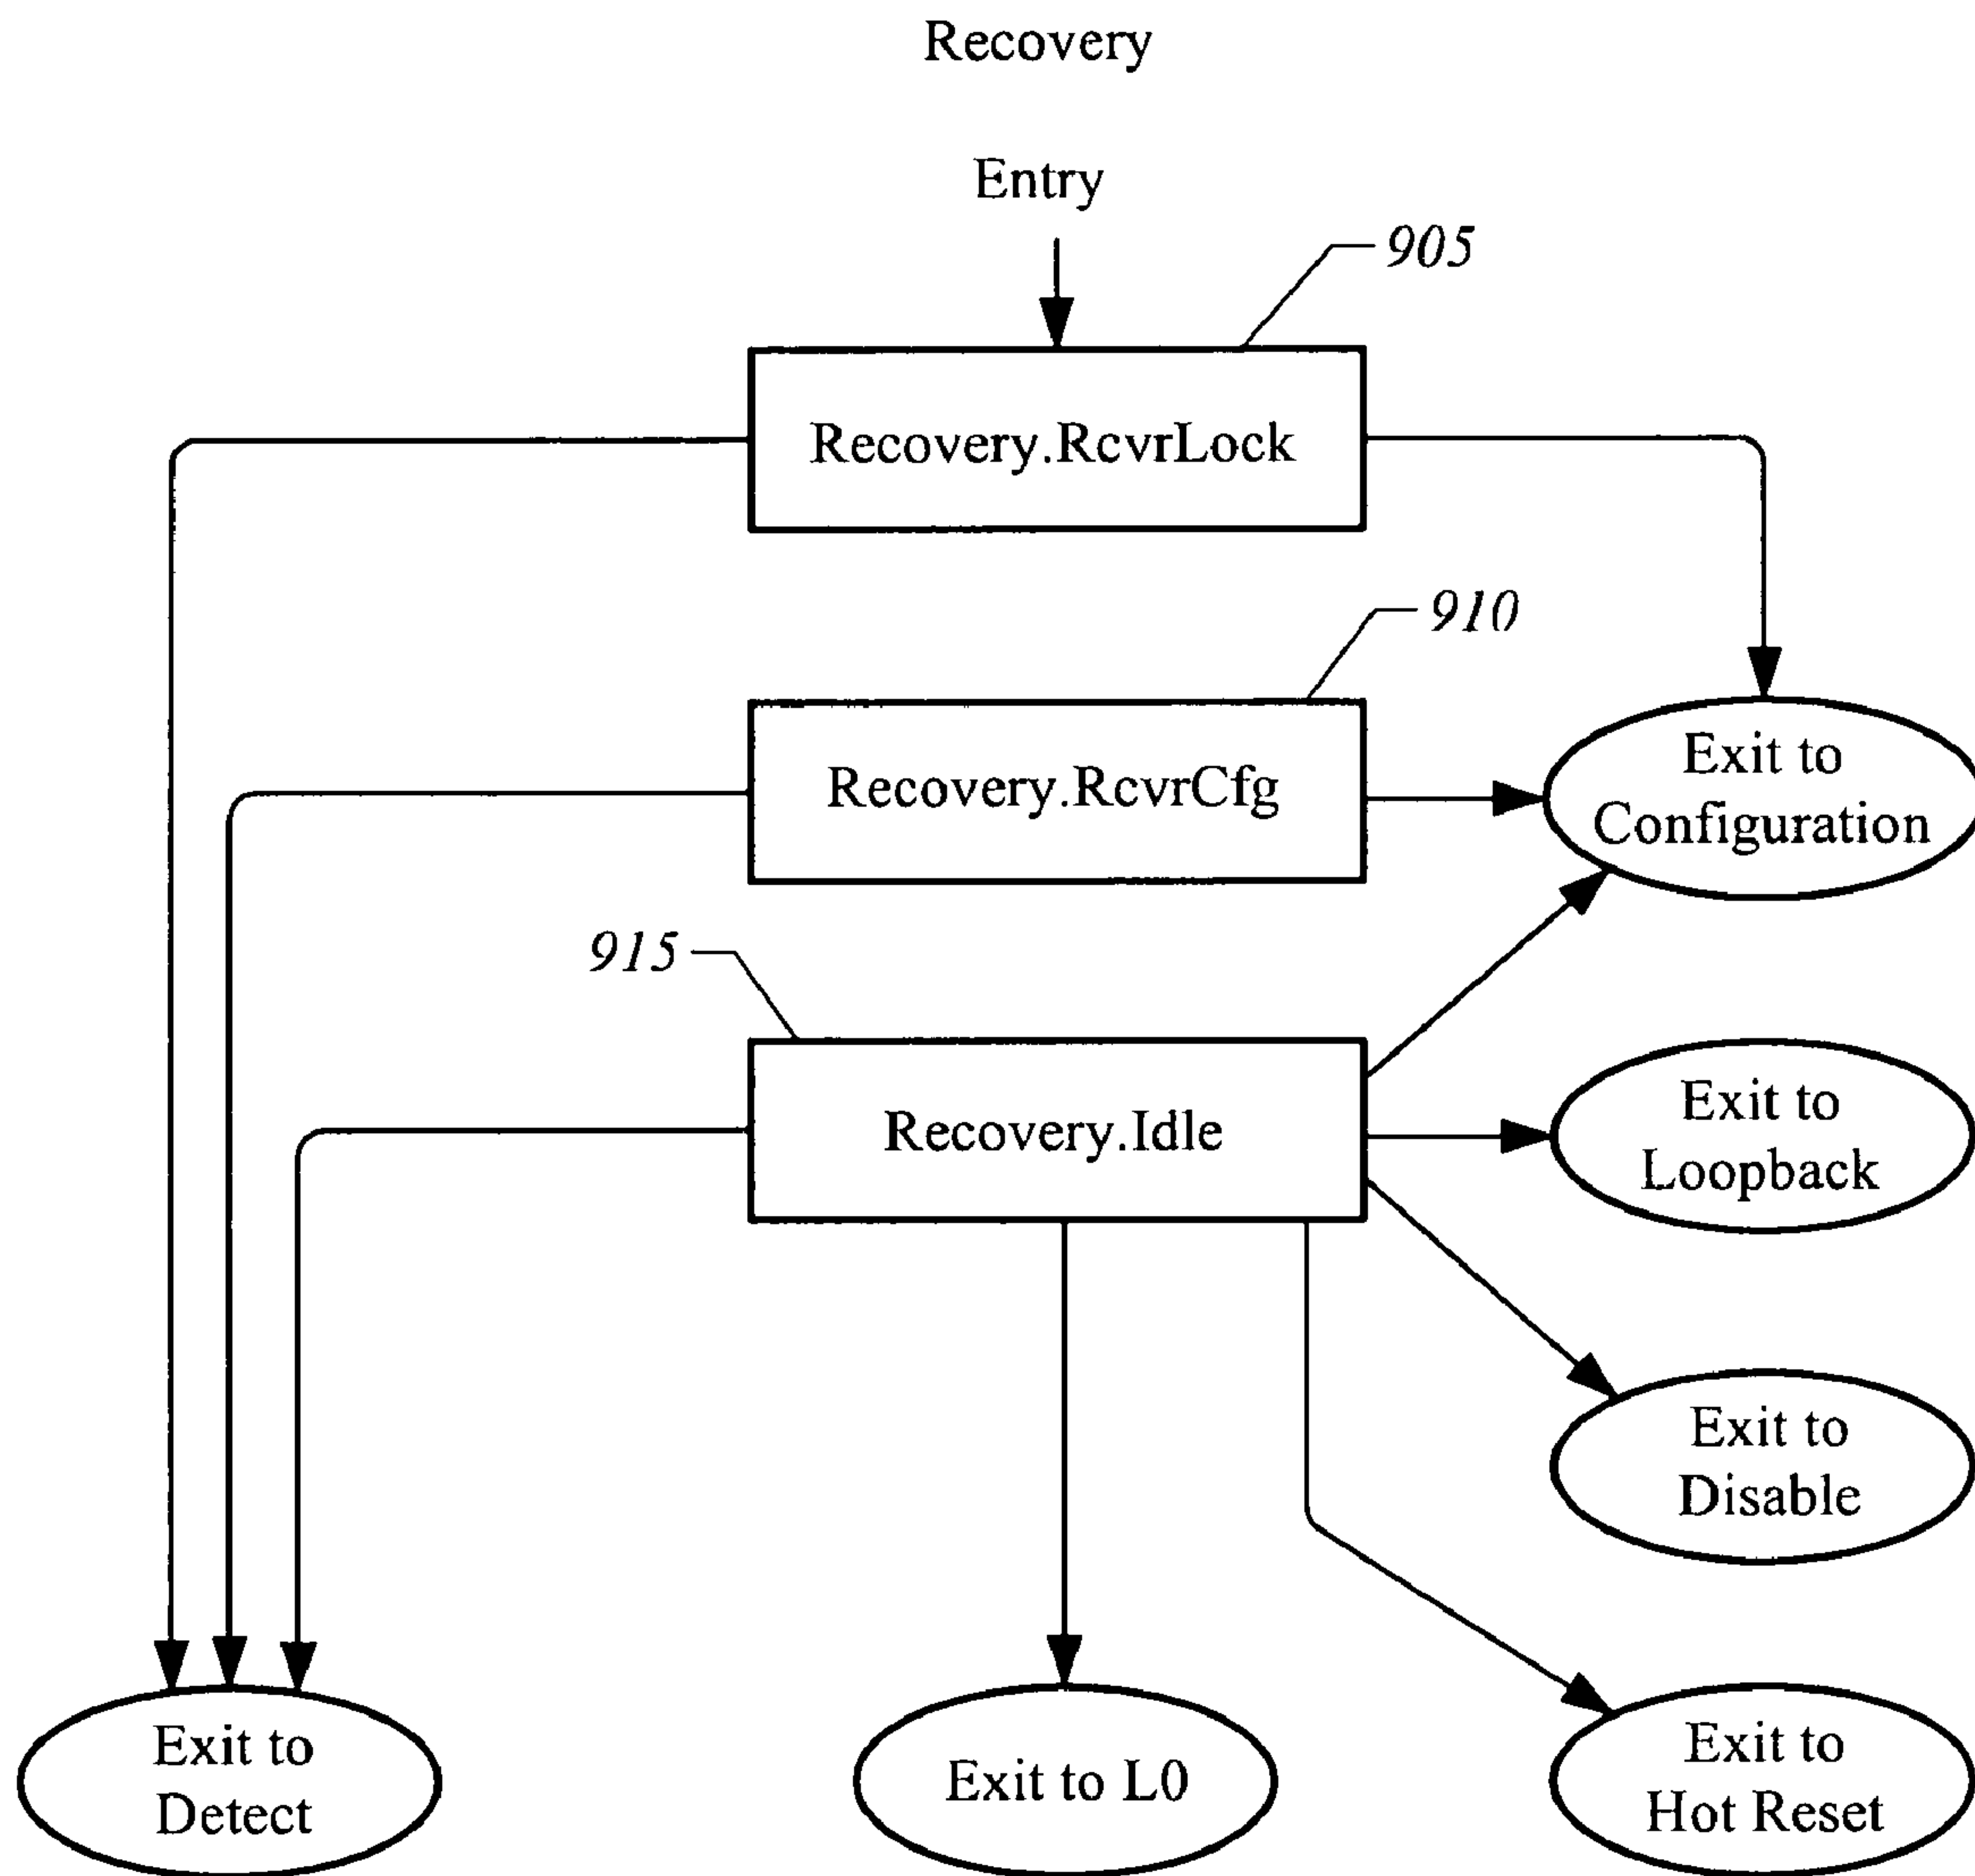 Recovery
Entry
905
Recovery.RcvrLock
910
Recovery.RcvrCfg
Exit to
Configuration
915
Recovery.Idle
Exit to
Loopback
Exit to
Disable
Exit to
Detect
Exit to L0
Exit to
Hot Reset